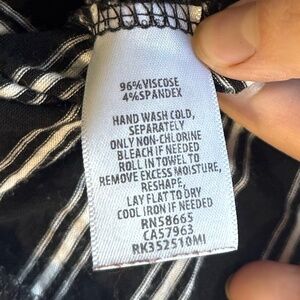 96%VISCOSE
4%SPANDEX
HAND WASH COLD,
SEPARATELY
ONLY NON-CHLORINE
BLEACH IF NEEDED
ROLL IN TOWEL TO
REMOVE EXCESS MOISTURE,
RESHAPE,
LAY FLAT TO DRY
COOL IRON IF NEEDED
RN58665
CA57963
RK352510MI